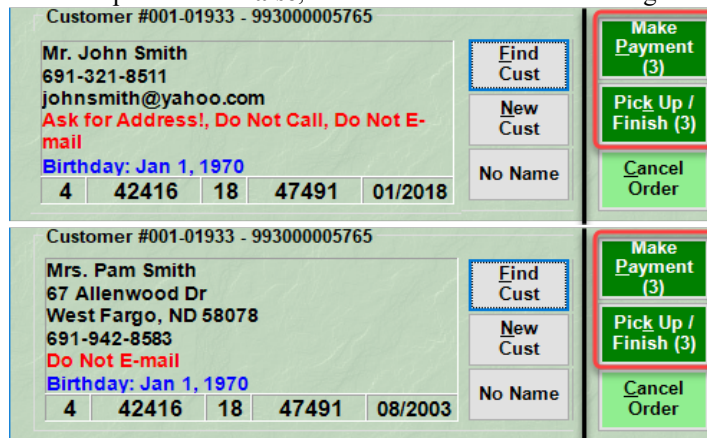 Customer #001-01933 - 993000005765
Mr. John Smith
691-321-8511
johnsmith@yahoo.com
Ask for Address!, Do Not Call, Do Not E-
mail
Birthday: Jan 1, 1970
4 42416 18 47491 01/2018
Find
Cust
New
Cust
No Name
Make
Payment
(3)
Pick Up /
Finish (3)
Cancel
Order
Customer #001-01933 - 993000005765
Mrs. Pam Smith
67 Allenwood Dr
West Fargo, ND 58078
691-942-8583
Do Not E-mail
Birthday: Jan 1, 1970
4 42416 18 47491 08/2003
Find
Cust
New
Cust
No Name
Make
Payment
(3)
Pick Up /
Finish (3)
Cancel
Order